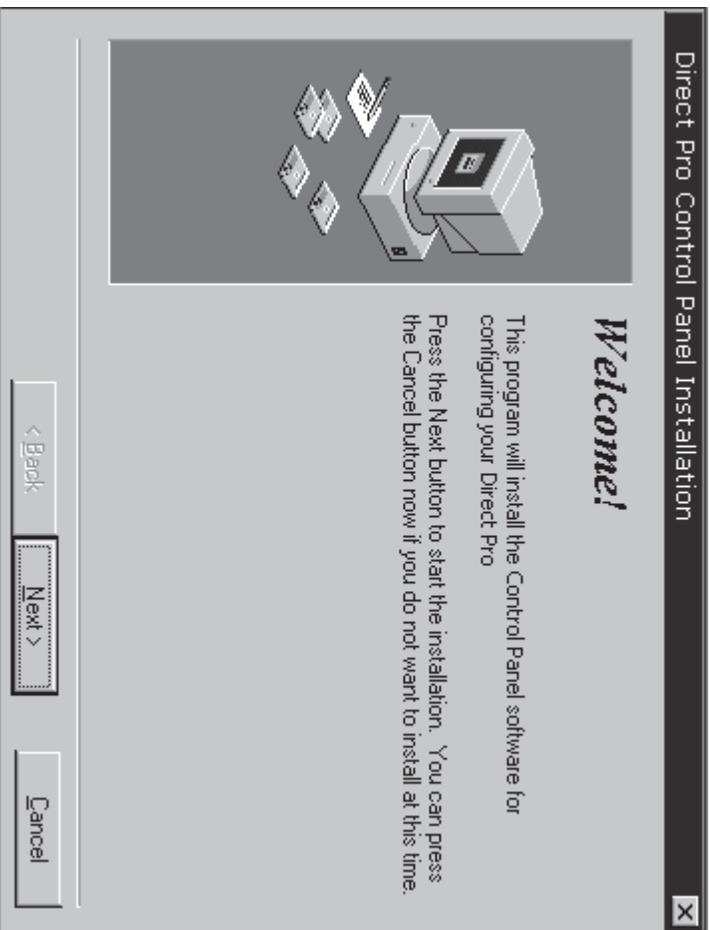 Direct Pro Control Panel Installation
Welcome!
This program will install the Control Panel software for
configuring your Direct Pro
Press the Next button to start the installation.  You can press
the Cancel button now if you do not want to install at this time.
< Back
Next >
Cancel